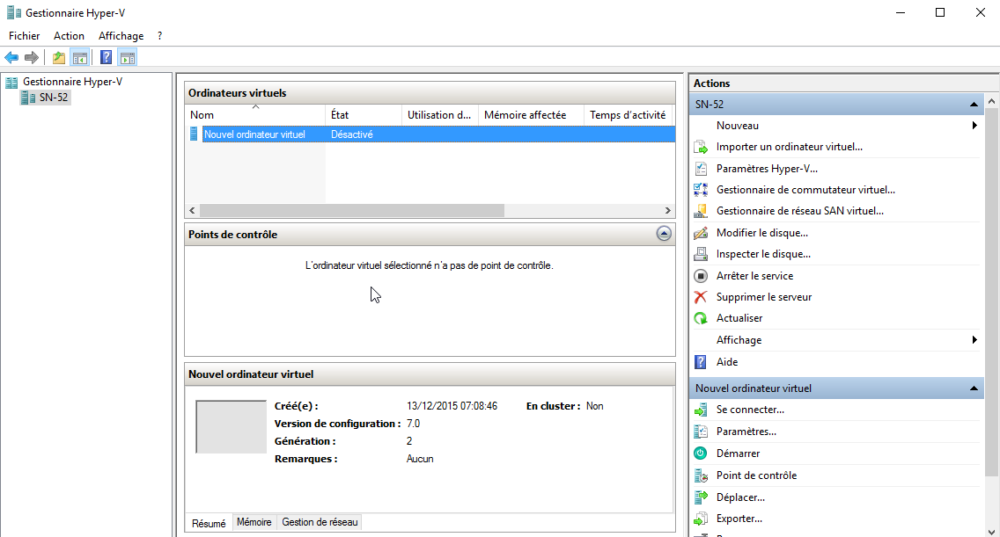 Gestionnaire Hyper-V
Fichier Action Affichage ?
Gestionnaire Hyper-V
SN-52
Ordinateurs virtuels
Nom État Utilisation d... Mémoire affectée Temps d'activité
Nouvel ordinateur virtuel Désactivé
Points de contrôle
L'ordinateur virtuel sélectionné n'a pas de point de contrôle.
Nouvel ordinateur virtuel
Créé(e) : 13/12/2015 07:08:46 En cluster : Non
Version de configuration : 7.0
Génération : 2
Remarques : Aucun
Résumé Mémoire Gestion de réseau
Actions
SN-52
Nouveau
Importer un ordinateur virtuel...
Paramètres Hyper-V...
Gestionnaire de commutateur virtuel...
Gestionnaire de réseau SAN virtuel...
Modifier le disque...
Inspecter le disque...
Arrêter le service
Supprimer le serveur
Actualiser
Affichage
Aide
Nouvel ordinateur virtuel
Se connecter...
Paramètres...
Démarrer
Point de contrôle
Déplacer...
Exporter...